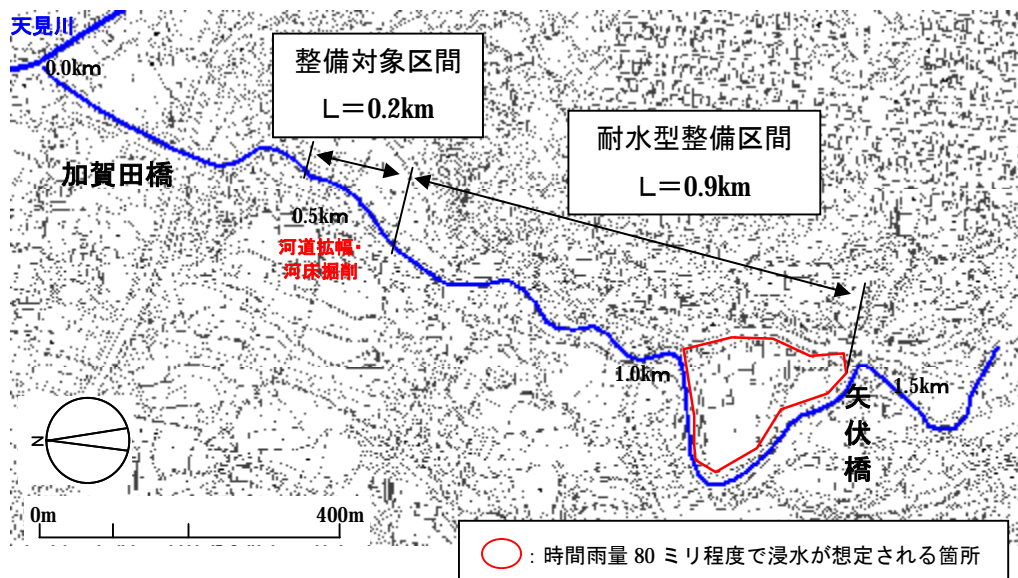 天見川
0.0km
整備対象区間
L＝0.2km
耐水型整備区間
L＝0.9km
加賀田橋
0.5km
河道拡幅・
河床掘削
1.0km
1.5km
矢伏橋
N
0m
400m
：時間雨量 80 ミリ程度で浸水が想定される箇所